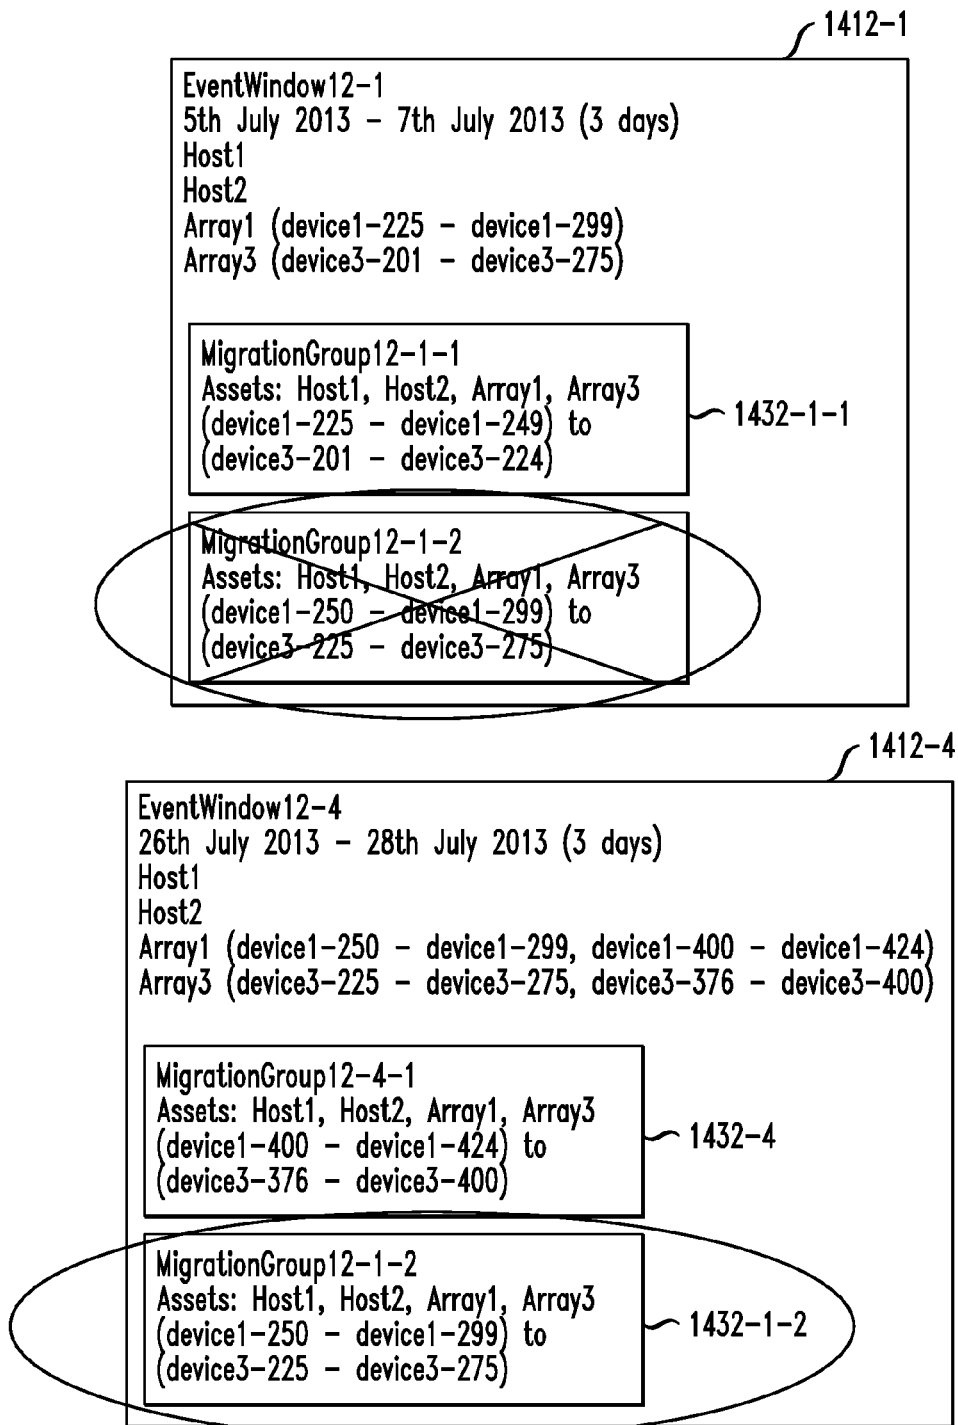 1412-1
EventWindow12-1
5th July 2013 - 7th July 2013 (3 days)
Host1
Host2
Array1 (device1-225 - device1-299)
Array3 (device3-201 - device3-275)
MigrationGroup12-1-1
Assets: Host1, Host2, Array1, Array3
(device1-225 - device1-249) to
(device3-201 - device3-224)
1432-1-1
MigrationGroup12-1-2
Assets: Host1, Host2, Array1, Array3
(device1-250 - device1-299) to
(device3-225 - device3-275)
1412-4
EventWindow12-4
26th July 2013 - 28th July 2013 (3 days)
Host1
Host2
Array1 (device1-250 - device1-299, device1-400 - device1-424)
Array3 (device3-225 - device3-275, device3-376 - device3-400)
MigrationGroup12-4-1
Assets: Host1, Host2, Array1, Array3
(device1-400 - device1-424) to
(device3-376 - device3-400)
1432-4
MigrationGroup12-1-2
Assets: Host1, Host2, Array1, Array3
(device1-250 - device1-299) to
(device3-225 - device3-275)
1432-1-2